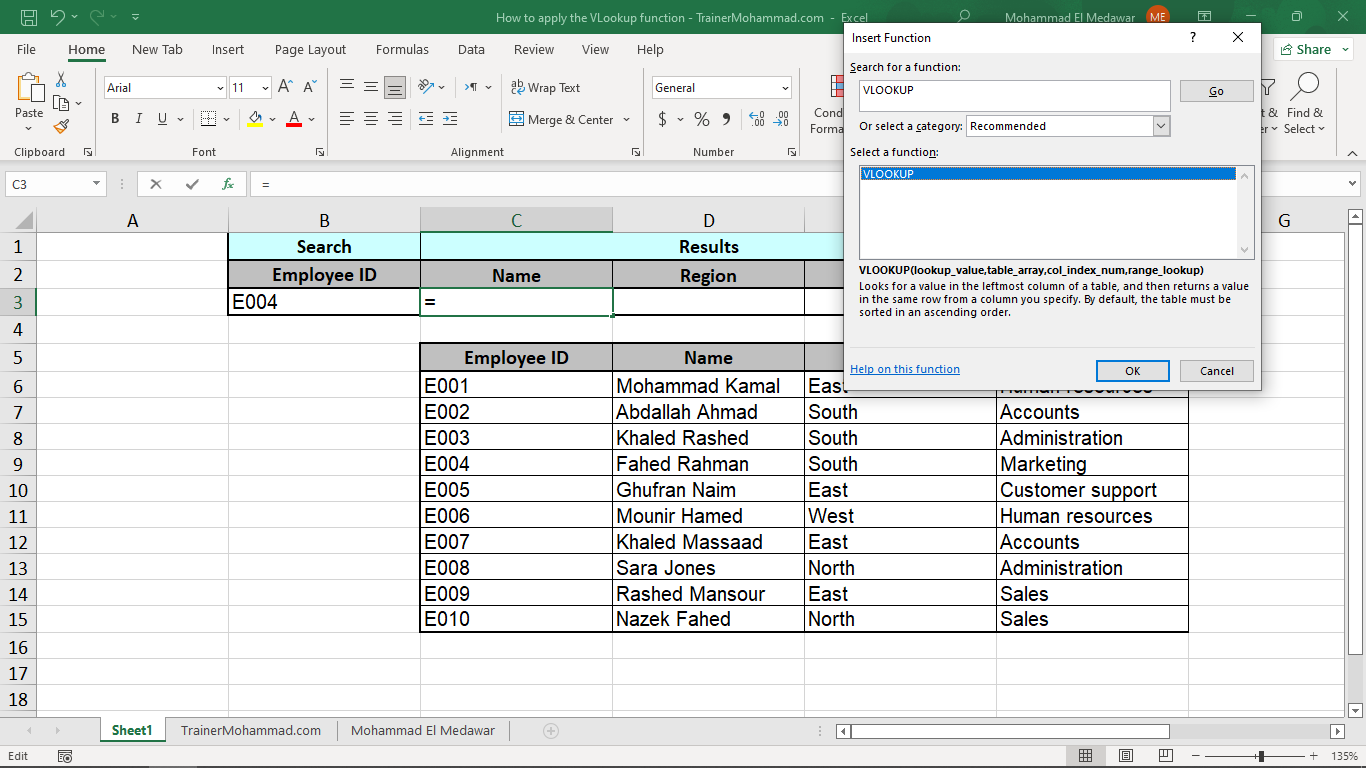 How to apply the VLookup function - TrainerMohammad.com - Excel
Mohammad El Medawar ME
File Home New Tab Insert Page Layout Formulas Data Review View Help
Share
Paste
Clipboard
Arial 11
B I U
Font
Wrap Text
Merge & Center
Alignment
General
$ %
Number
Cond
Forma
Find &
Select
Insert Function
?
Search for a function:
VLOOKUP
Go
Or select a category: Recommended
Select a function:
VLOOKUP
VLOOKUP(lookup_value,table_array,col_index_num,range_lookup)
Looks for a value in the leftmost column of a table, and then returns a value
in the same row from a column you specify. By default, the table must be
sorted in an ascending order.
Help on this function
OK Cancel
C3 fx =
A B C D G
1 Search Results
2 Employee ID Name Region
3 E004 =
4
5 Employee ID Name
6 E001 Mohammad Kamal East Human resources
7 E002 Abdallah Ahmad South Accounts
8 E003 Khaled Rashed South Administration
9 E004 Fahed Rahman South Marketing
10 E005 Ghufran Naim East Customer support
11 E006 Mounir Hamed West Human resources
12 E007 Khaled Massaad East Accounts
13 E008 Sara Jones North Administration
14 E009 Rashed Mansour East Sales
15 E010 Nazek Fahed North Sales
16
17
18
Sheet1 TrainerMohammad.com Mohammad El Medawar
Edit
135%